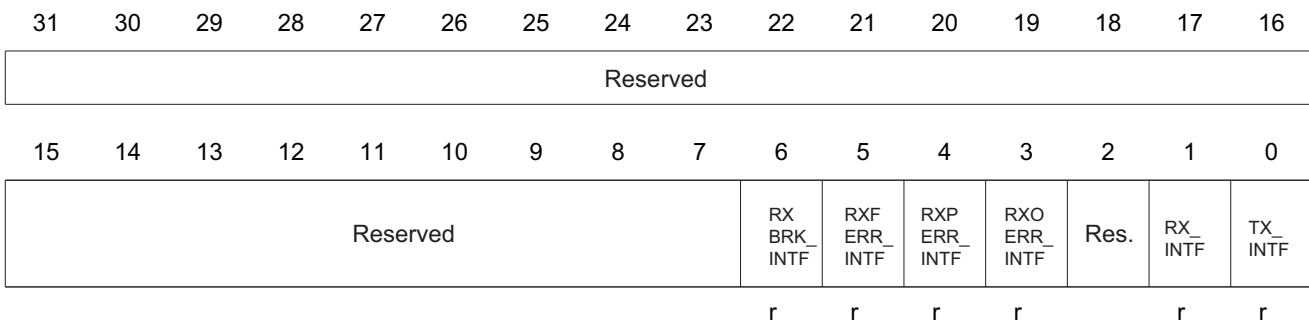 31 30 29 28 27 26 25 24 23 22 21 20 19 18 17 16
Reserved
15 14 13 12 11 10 9 8 7 6 5 4 3 2 1 0
Reserved
RX
BRK_
INTF
RXF
ERR_
INTF
RXP
ERR_
INTF
RXO
ERR_
INTF
Res.
RX_
INTF
TX_
INTF
r r r r r r